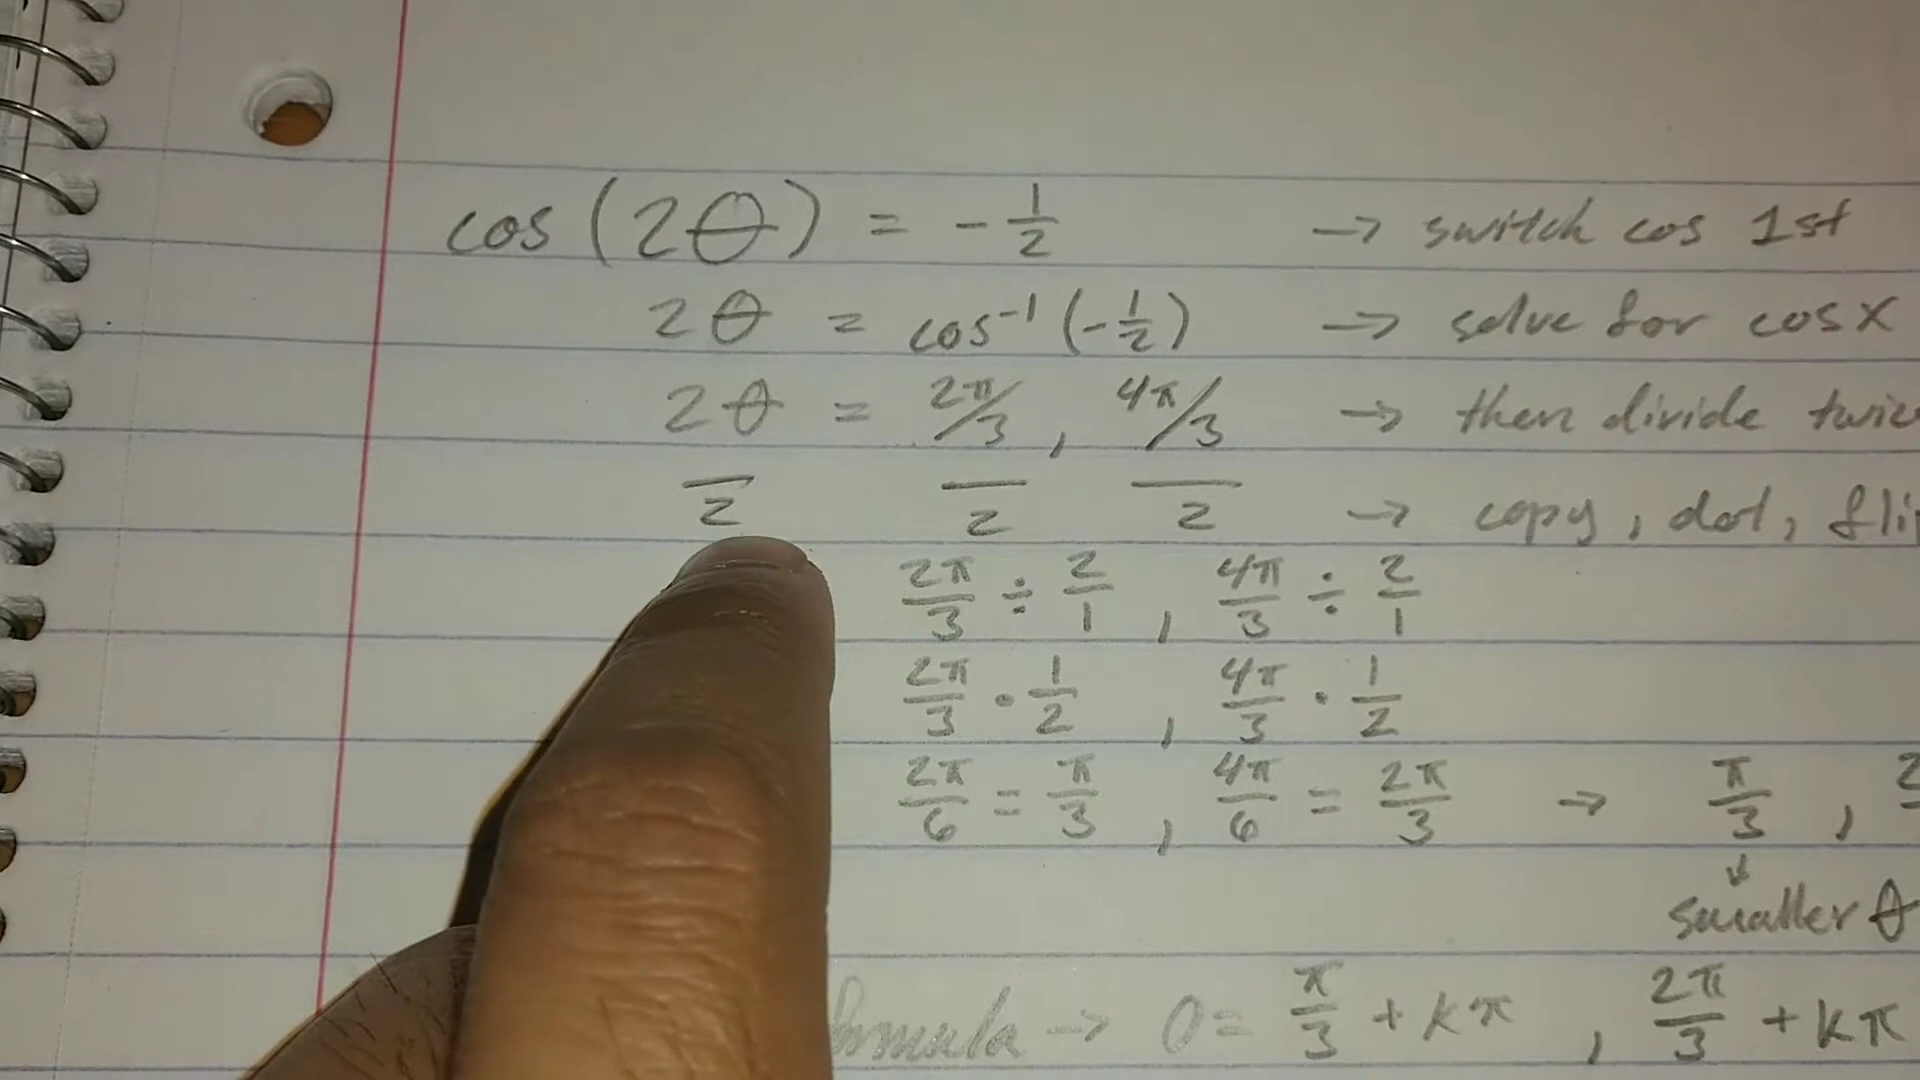 cos(2θ) = -1/2 → switch cos 1st
2θ = cos⁻¹(-1/2) → solve for cosx
2θ = 2π/3, 4π/3 → then divide
2 2 2 → copy, dot,
2π/3 ÷ 2/1, 4π/3 ÷ 2/1
2π/3 · 1/2, 4π/3 · 1/2
2π/6 = π/3, 4π/6 = 2π/3 → π/3, 2
↓
smaller θ
→ θ = π/3 + kπ, 2π/3 + kπ